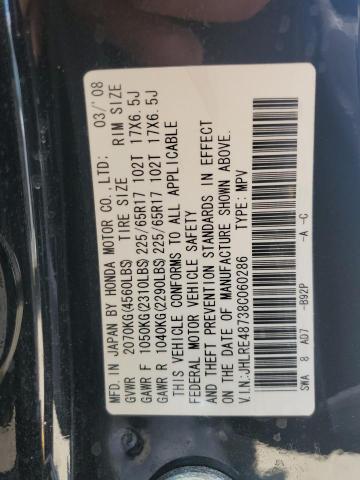 MFD. IN JAPAN BY HONDA MOTOR CO.,LTD: 03/'08
GVWR 2070KG(4560LBS) TIRE SIZE RIM SIZE
GAWR F 1050KG(2310LBS)225/65R17 102T 17X6.5J
GAWR R 1040KG(2290LBS)225/65R17 102T 17X6.5J
THIS VEHICLE CONFORMS TO ALL APPLICABLE
FEDERAL MOTOR VEHICLE SAFETY
AND THEFT PREVENTION STANDARDS IN EFFECT
ON THE DATE OF MANUFACTURE SHOWN ABOVE.
V.I.N:JHLRE48738C060286 TYPE: MPV
SWA 8 A07 -B92P -A -C